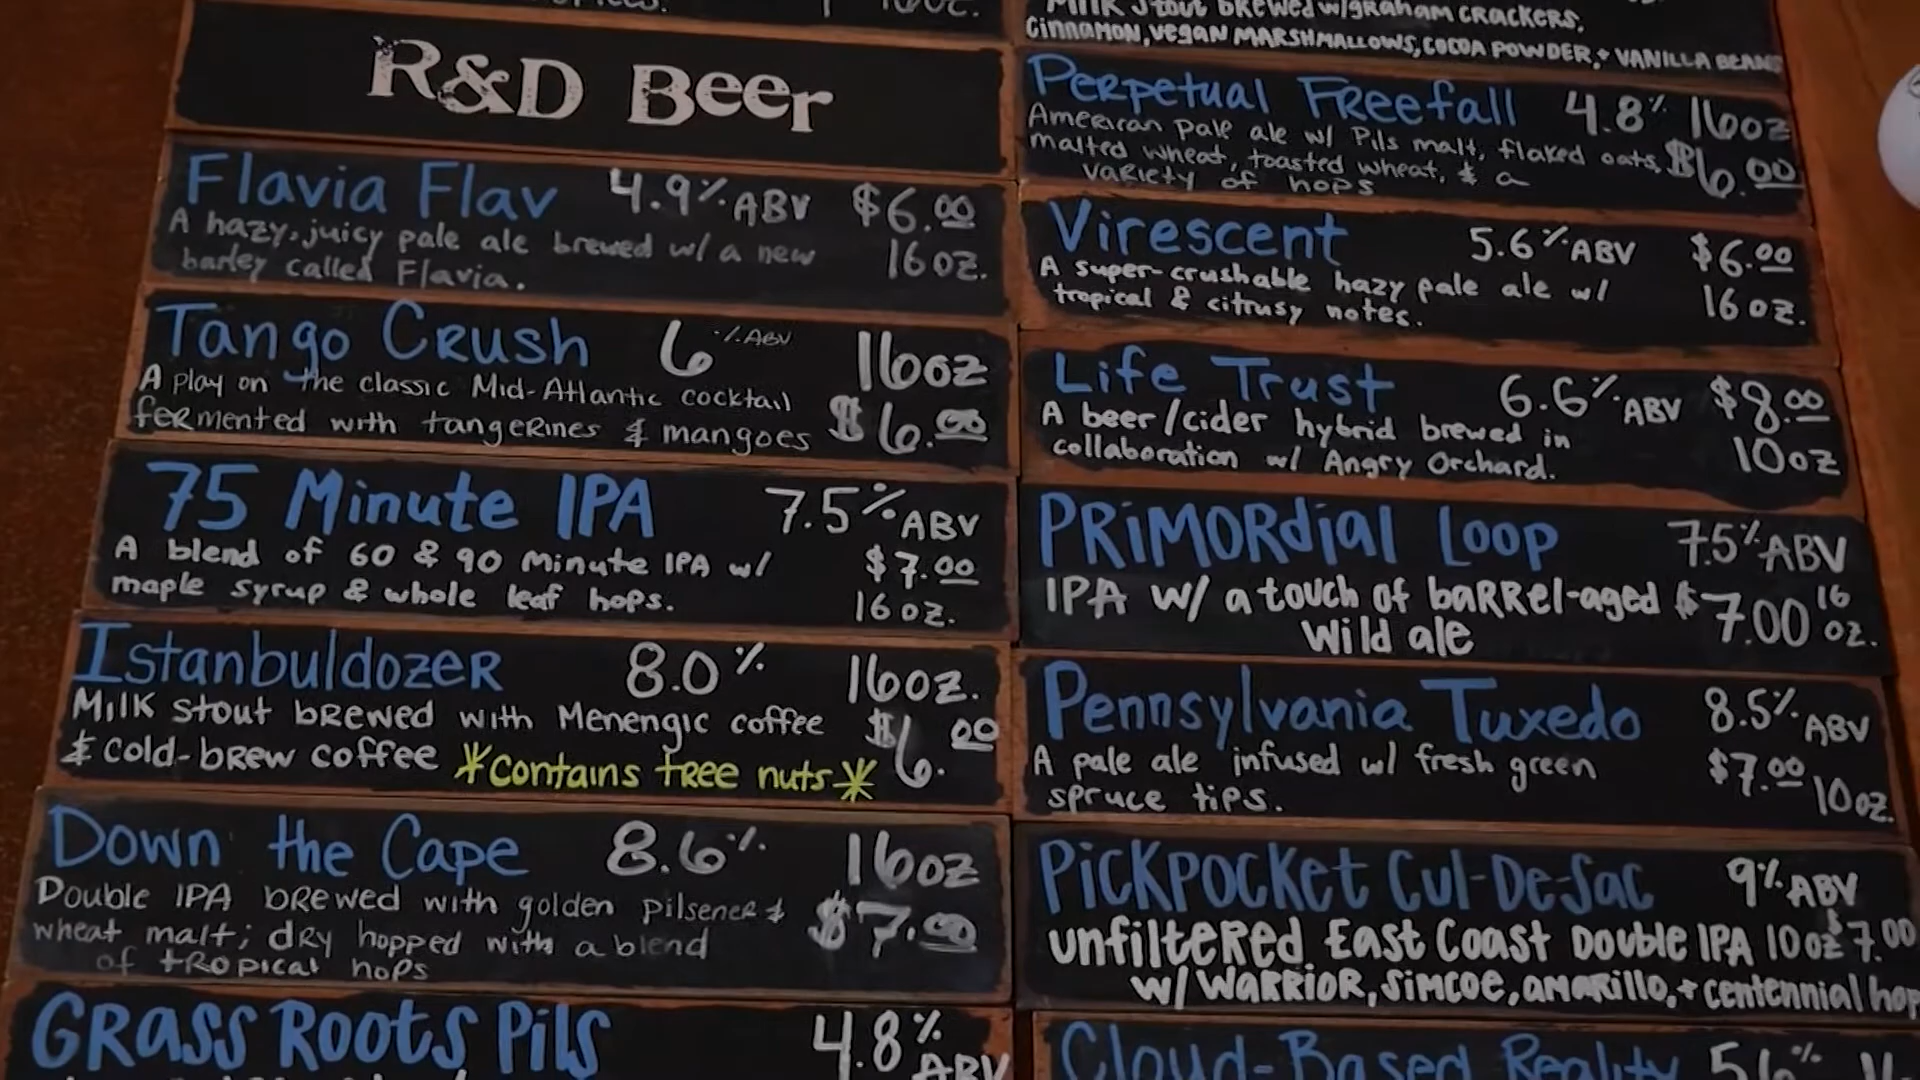 16oz.
R&D Beer
Flavia Flav 4.9% ABV $6.00
A hazy, juicy pale ale brewed w/ a new
barley called Flavia. 16oz.
Tango Crush 6 % ABV 16oz
A play on the classic Mid-Atlantic cocktail
fermented with tangerines & mangoes $6.00
75 Minute IPA 7.5% ABV
A blend of 60 & 90 Minute IPA w/ $7.00
maple syrup & whole leaf hops. 16oz.
Istanbuldozer 8.0% 16oz.
Milk stout brewed with Menengic coffee $6.00
& cold-brew coffee *contains tree nuts*
Down the Cape 8.6% 16oz
Double IPA brewed with golden pilsener & $7.00
wheat malt; dry hopped with a blend
of tropical hops
Grass Roots Pils 4.8% ABV
Milk stout brewed w/graham crackers,
cinnamon, vegan marshmallows, cocoa powder, + vanilla beans
Perpetual Freefall 4.8% 16oz
American pale ale w/ Pils malt, flaked oats, $6.00
malted wheat, toasted wheat, & a
variety of hops
Virescent 5.6% ABV $6.00
A super-crushable hazy pale ale w/ 16oz.
tropical & citrusy notes.
Life Trust 6.6% ABV $8.00
A beer/cider hybrid brewed in 10oz
collaboration w/ Angry Orchard.
Primordial Loop 7.5% ABV
IPA w/ a touch of barrel-aged $7.00 16 oz.
wild ale
Pennsylvania Tuxedo 8.5% ABV
A pale ale infused w/ fresh green $7.00
spruce tips. 10oz.
Pickpocket Cul-De-Sac 9% ABV
unfiltered East Coast Double IPA 10oz $7.00
w/ Warrior, Simcoe, Amarillo, + centennial hop
Cloud-Based Reality